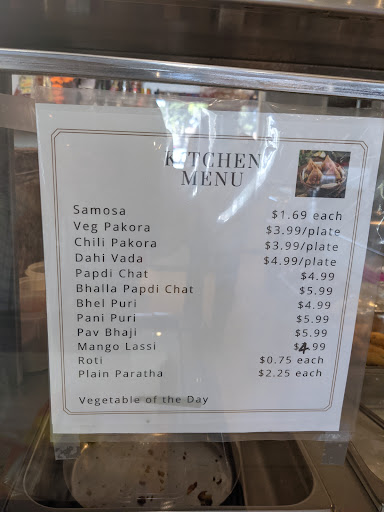 KITCHEN
MENU
Samosa $1.69 each
Veg Pakora $3.99/plate
Chili Pakora $3.99/plate
Dahi Vada $4.99/plate
Papdi Chat $4.99
Bhalla Papdi Chat $5.99
Bhel Puri $4.99
Pani Puri $5.99
Pav Bhaji $5.99
Mango Lassi $4.99
Roti $0.75 each
Plain Paratha $2.25 each
Vegetable of the Day